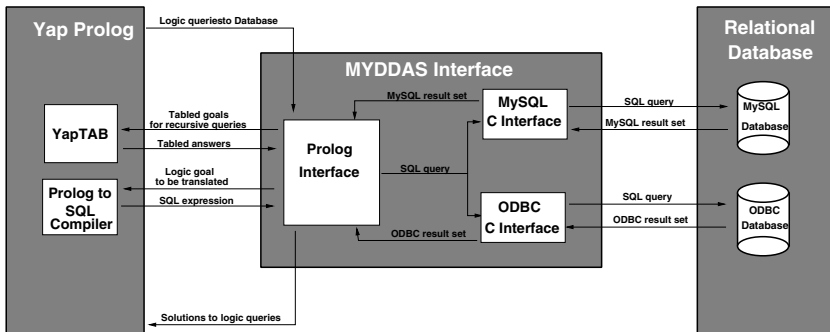 Yap Prolog
Logic queriesto Database
Relational
Database
MYDDAS Interface
MySQL result set
MySQL
C Interface
SQL query
MySQL result set
MySQL
Database
YapTAB
Tabled goals
for recursive queries
Tabled answers
Prolog
Interface
SQL query
Logic goal
to be translated
SQL expression
Prolog to
SQL
Compiler
ODBC result set
ODBC
C Interface
SQL query
ODBC result set
ODBC
Database
Solutions to logic queries